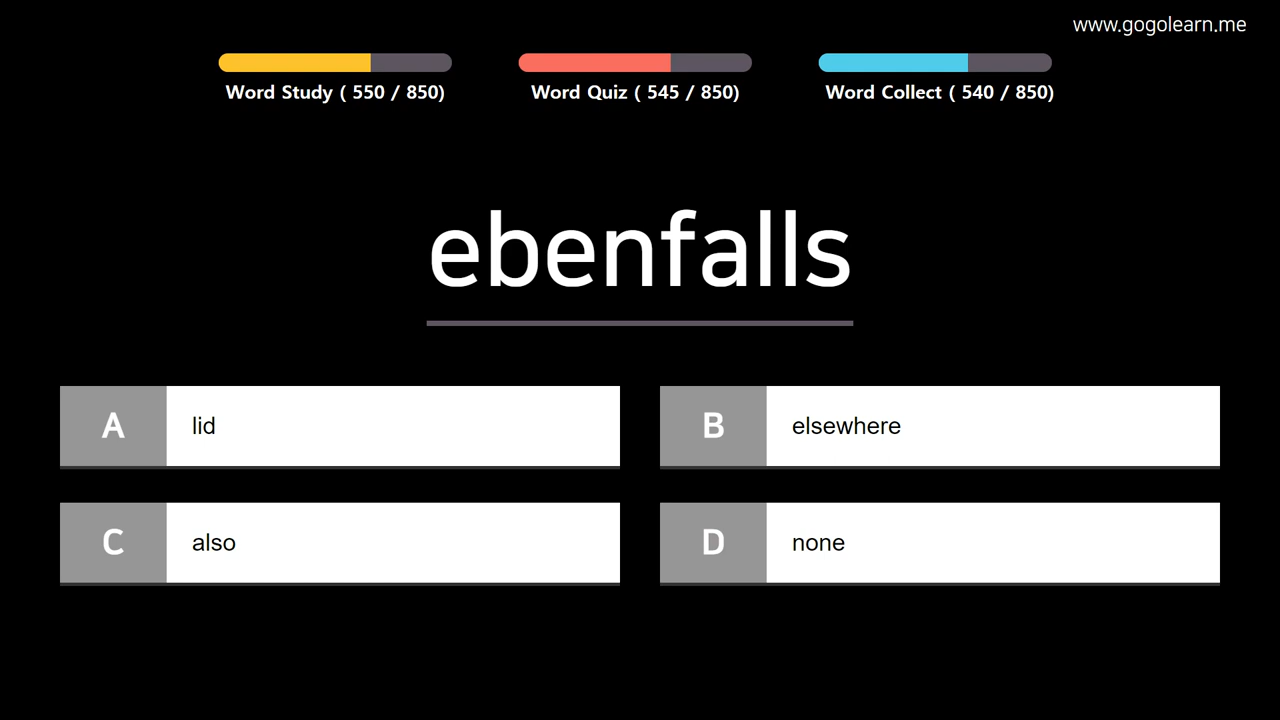 www.gogolearn.me
Word Study ( 550 / 850)
Word Quiz ( 545 / 850)
Word Collect ( 540 / 850)
ebenfalls
A lid
B elsewhere
C also
D none